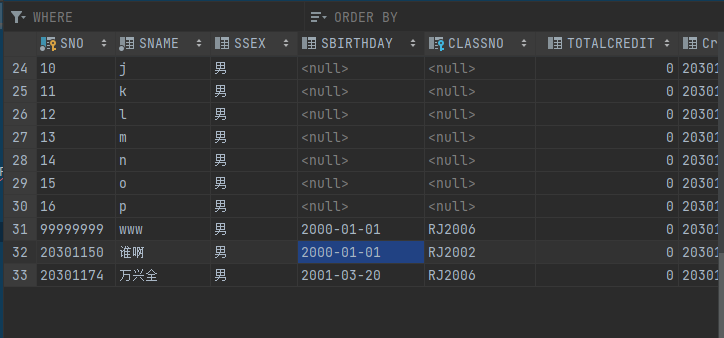 WHERE ORDER BY
SNO SNAME SSEX SBIRTHDAY CLASSNO TOTALCREDIT Cr
24 10 j 男 <null> <null> 0 20301
25 11 k 男 <null> <null> 0 20301
26 12 l 男 <null> <null> 0 20301
27 13 m 男 <null> <null> 0 20301
28 14 n 男 <null> <null> 0 20301
29 15 o 男 <null> <null> 0 20301
30 16 p 男 <null> <null> 0 20301
31 99999999 www 男 2000-01-01 RJ2006 0 20301
32 20301150 谁啊 男 2000-01-01 RJ2002 0 20301
33 20301174 万兴全 男 2001-03-20 RJ2006 0 20301